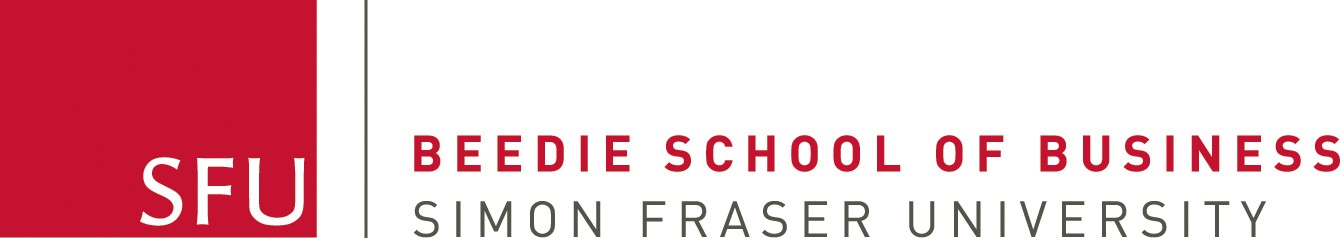 SFU
BEEDIE SCHOOL OF BUSINESS
SIMON FRASER UNIVERSITY